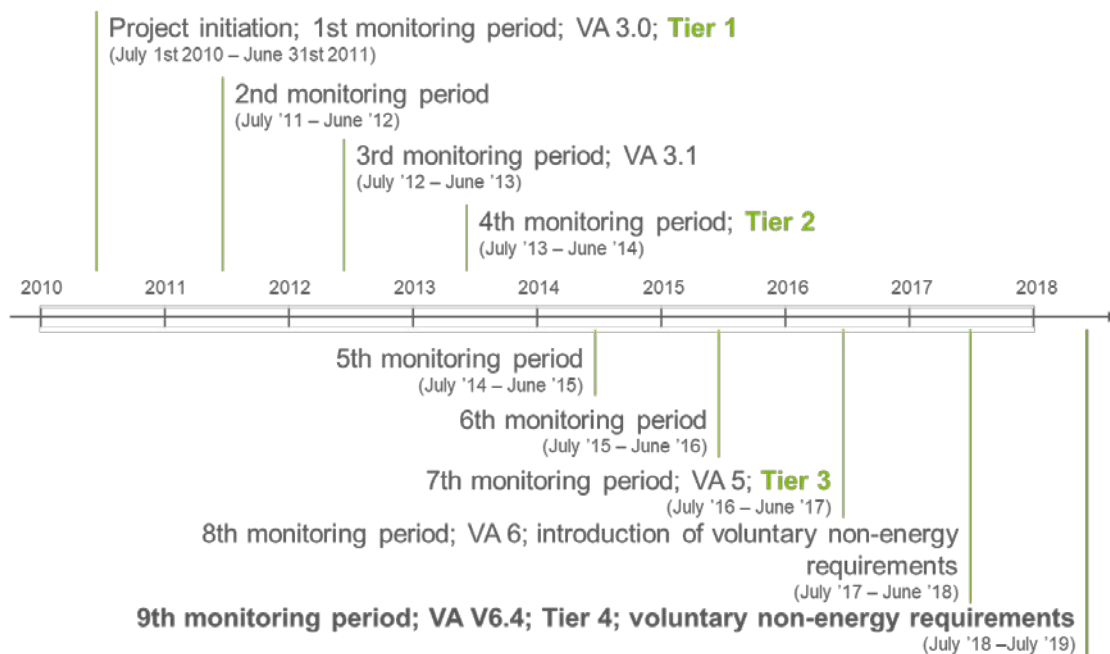 Project initiation; 1st monitoring period; VA 3.0; Tier 1
(July 1st 2010 – June 31st 2011)
2nd monitoring period
(July '11 – June '12)
3rd monitoring period; VA 3.1
(July '12 – June '13)
4th monitoring period; Tier 2
(July '13 – June '14)
2010 2011 2012 2013 2014 2015 2016 2017 2018
5th monitoring period
(July '14 – June '15)
6th monitoring period
(July '15 – June '16)
7th monitoring period; VA 5; Tier 3
(July '16 – June '17)
8th monitoring period; VA 6; introduction of voluntary non-energy
requirements
(July '17 – June '18)
9th monitoring period; VA V6.4; Tier 4; voluntary non-energy requirements
(July '18 –July '19)